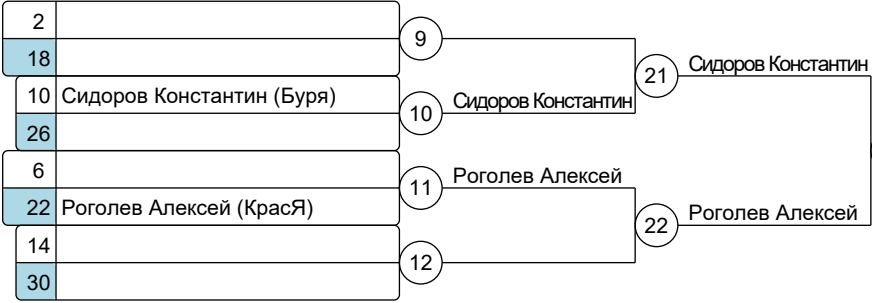 2
9
18
21
Сидоров Константин
10 Сидоров Константин (Буря)
10
Сидоров Константин
26
6
11
Роголев Алексей
22 Роголев Алексей (КрасЯ)
22
Роголев Алексей
14
12
30